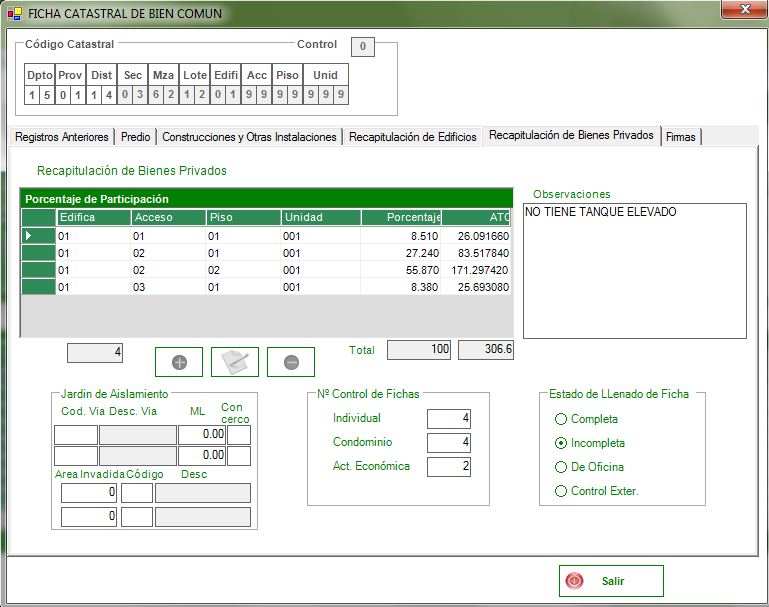 FICHA CATASTRAL DE BIEN COMUN
Código Catastral Control 0
Dpto Prov Dist Sec Mza Lote Edifi Acc Piso Unid
1 5 0 1 1 4 0 3 6 2 1 2 0 1 9 9 9 9 9 9 9
Registros Anteriores Predio Construcciones y Otras Instalaciones Recapitulación de Edificios Recapitulación de Bienes Privados Firmas
Recapitulación de Bienes Privados
Porcentaje de Participación
Edifica Acceso Piso Unidad Porcentaje ATC
01 01 01 001 8.510 26.091660
01 02 01 001 27.240 83.517840
01 02 02 001 55.870 171.297420
01 03 01 001 8.380 25.693080
Observaciones
NO TIENE TANQUE ELEVADO
4 Total 100 306.6
Jardin de Aislamiento
Cod. Via Desc. Via ML Con cerco
0.00
0.00
Area Invadida Código Desc
0
0
Nº Control de Fichas
Individual 4
Condominio 4
Act. Económica 2
Estado de LLenado de Ficha
Completa
Incompleta
De Oficina
Control Exter.
Salir